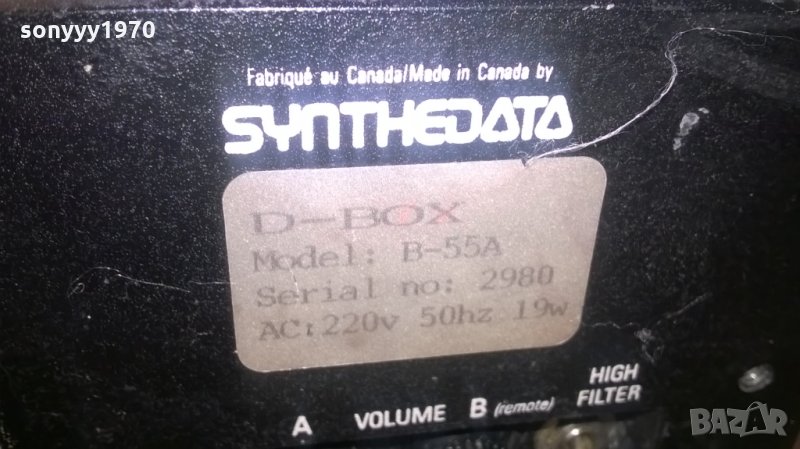 sonyyy1970
Fabriqué au Canada/Made in Canada by
SYNTHEDATA
D-BOX
Model: B-55A
Serial no: 2980
AC:220v 50hz 19w
A VOLUME B (remote) HIGH FILTER
BAZAR